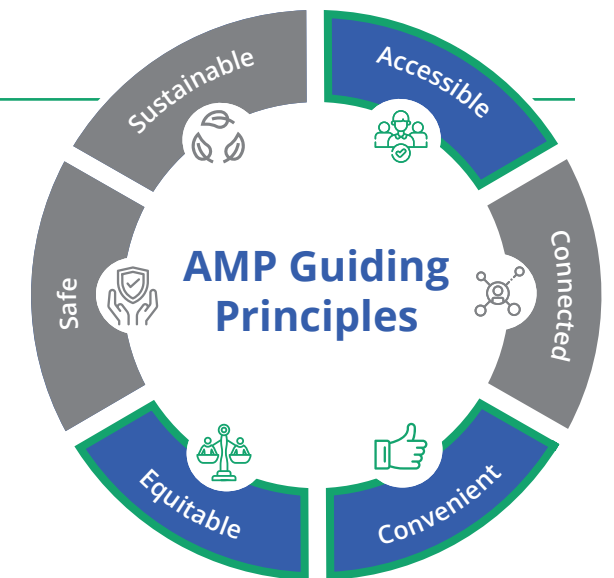 AMP Guiding
Principles
Accessible
Connected
Convenient
Equitable
Safe
Sustainable